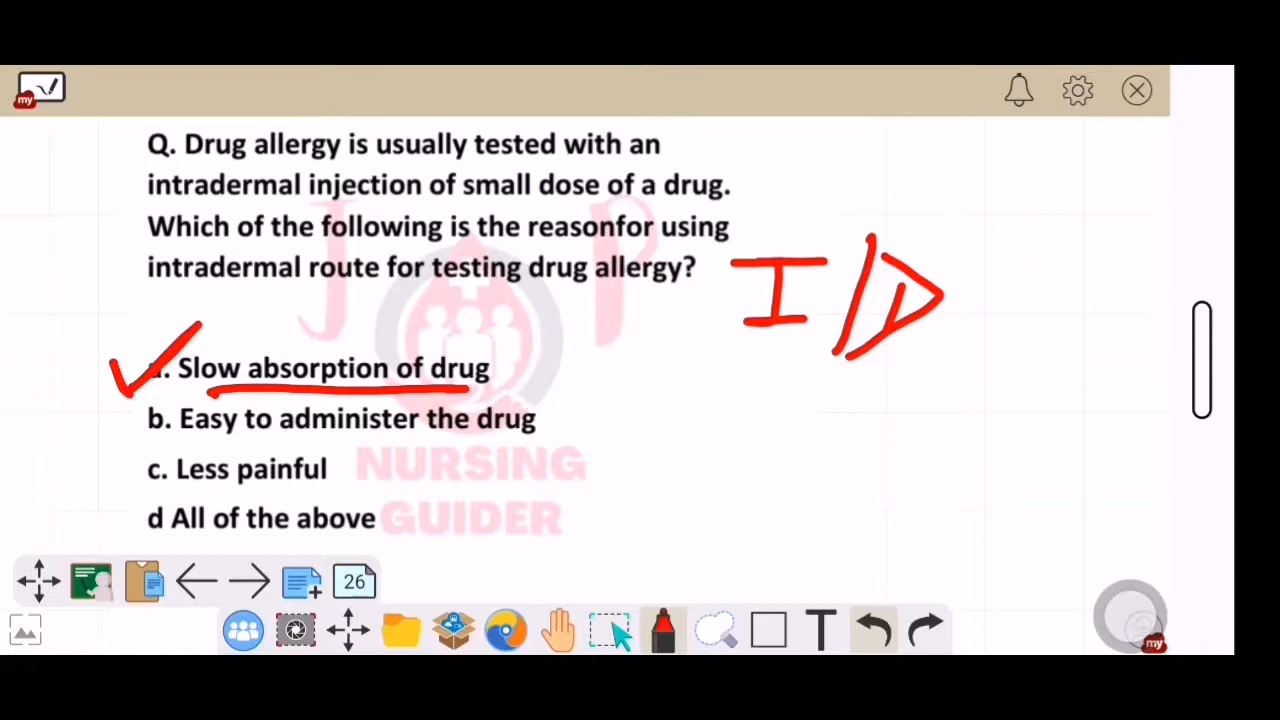 my
Q. Drug allergy is usually tested with an
intradermal injection of small dose of a drug.
Which of the following is the reasonfor using
intradermal route for testing drug allergy?
I/D
a. Slow absorption of drug
b. Easy to administer the drug
c. Less painful
d All of the above
J P
NURSING
GUIDER
26
T
my